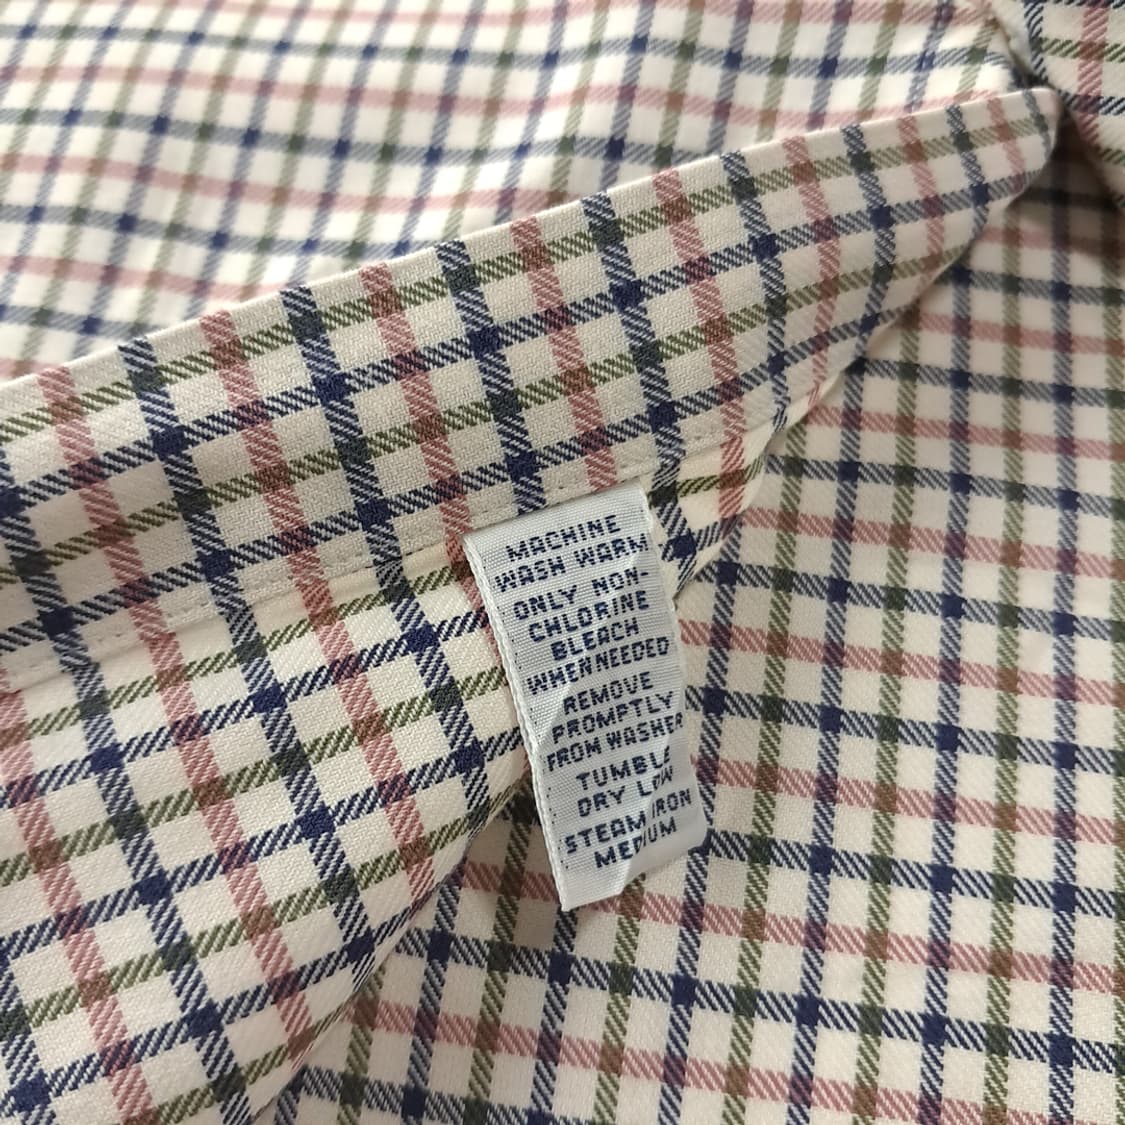 MACHINE
WASH WARM
ONLY NON-
CHLORINE
BLEACH
WHEN NEEDED
REMOVE
PROMPTLY
FROM WASHER
TUMBLE
DRY LOW
STEAM IRON
MEDIUM